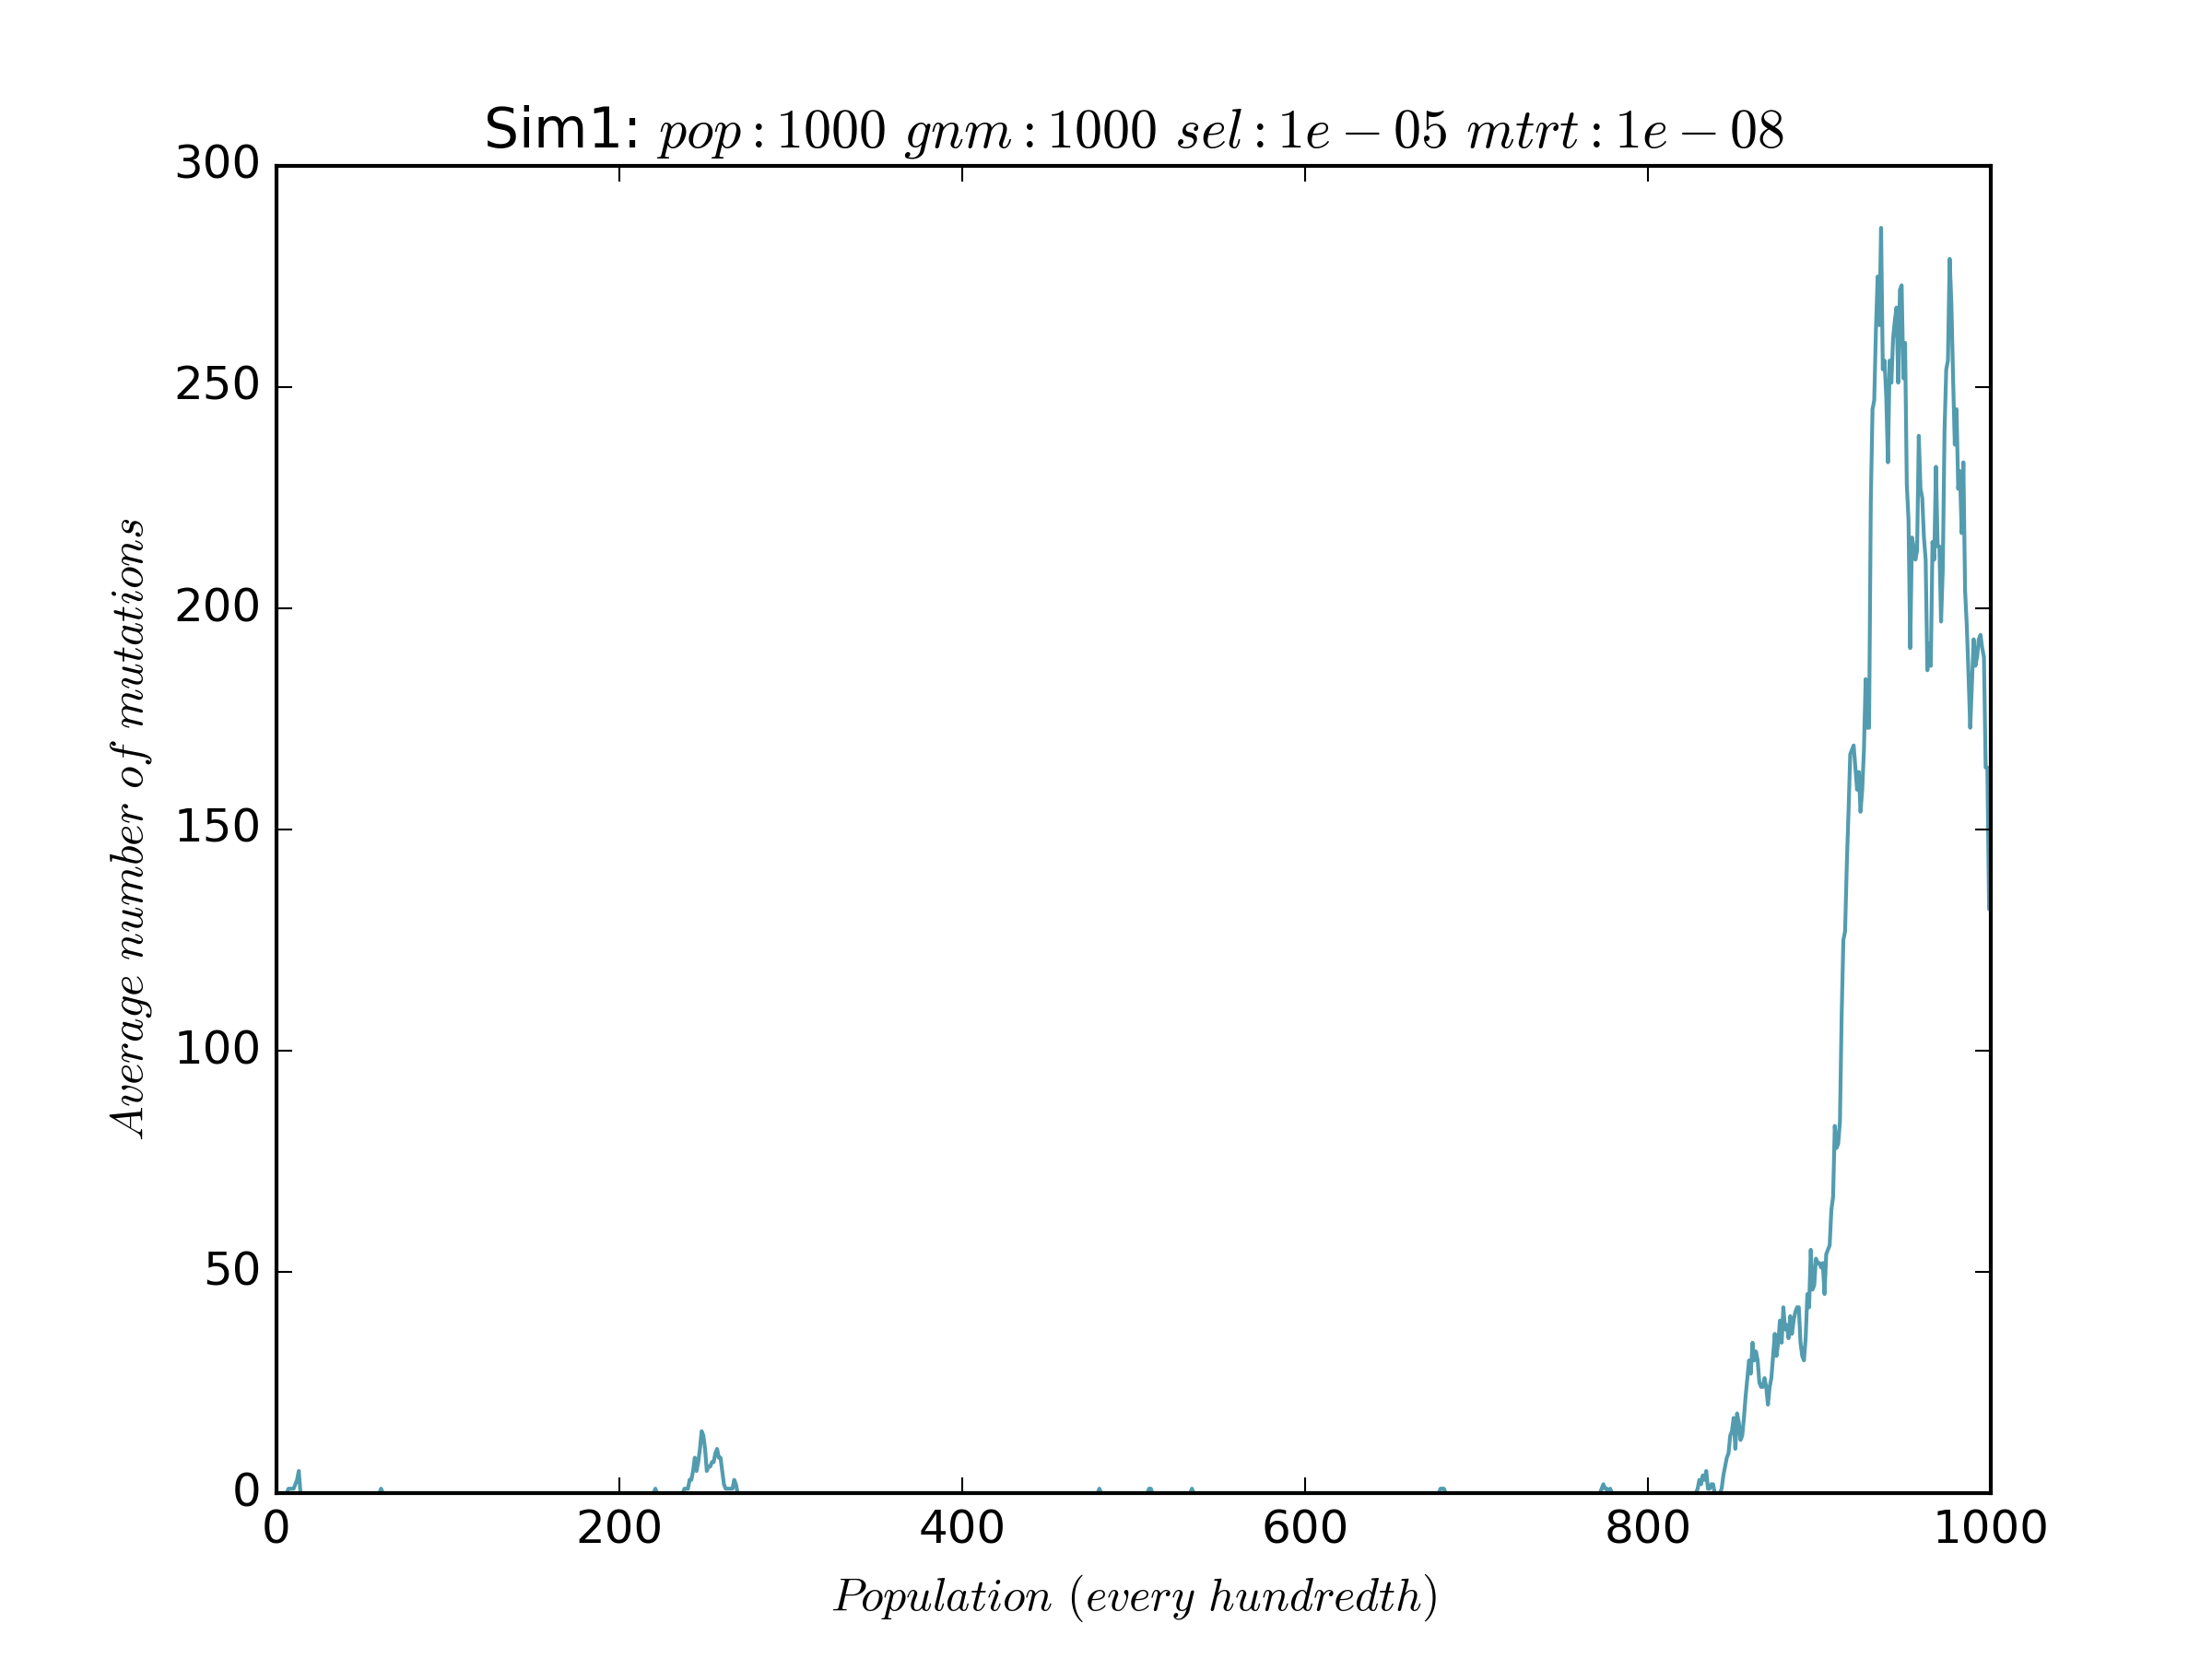 Sim1: pop : 1000 gnn : 1000 sel : 1e − 05 mtrt : 1e − 08
300
250
200
150
100
50
0
Average number of mutations
0 200 400 600 800 1000
Population (every hundredth)